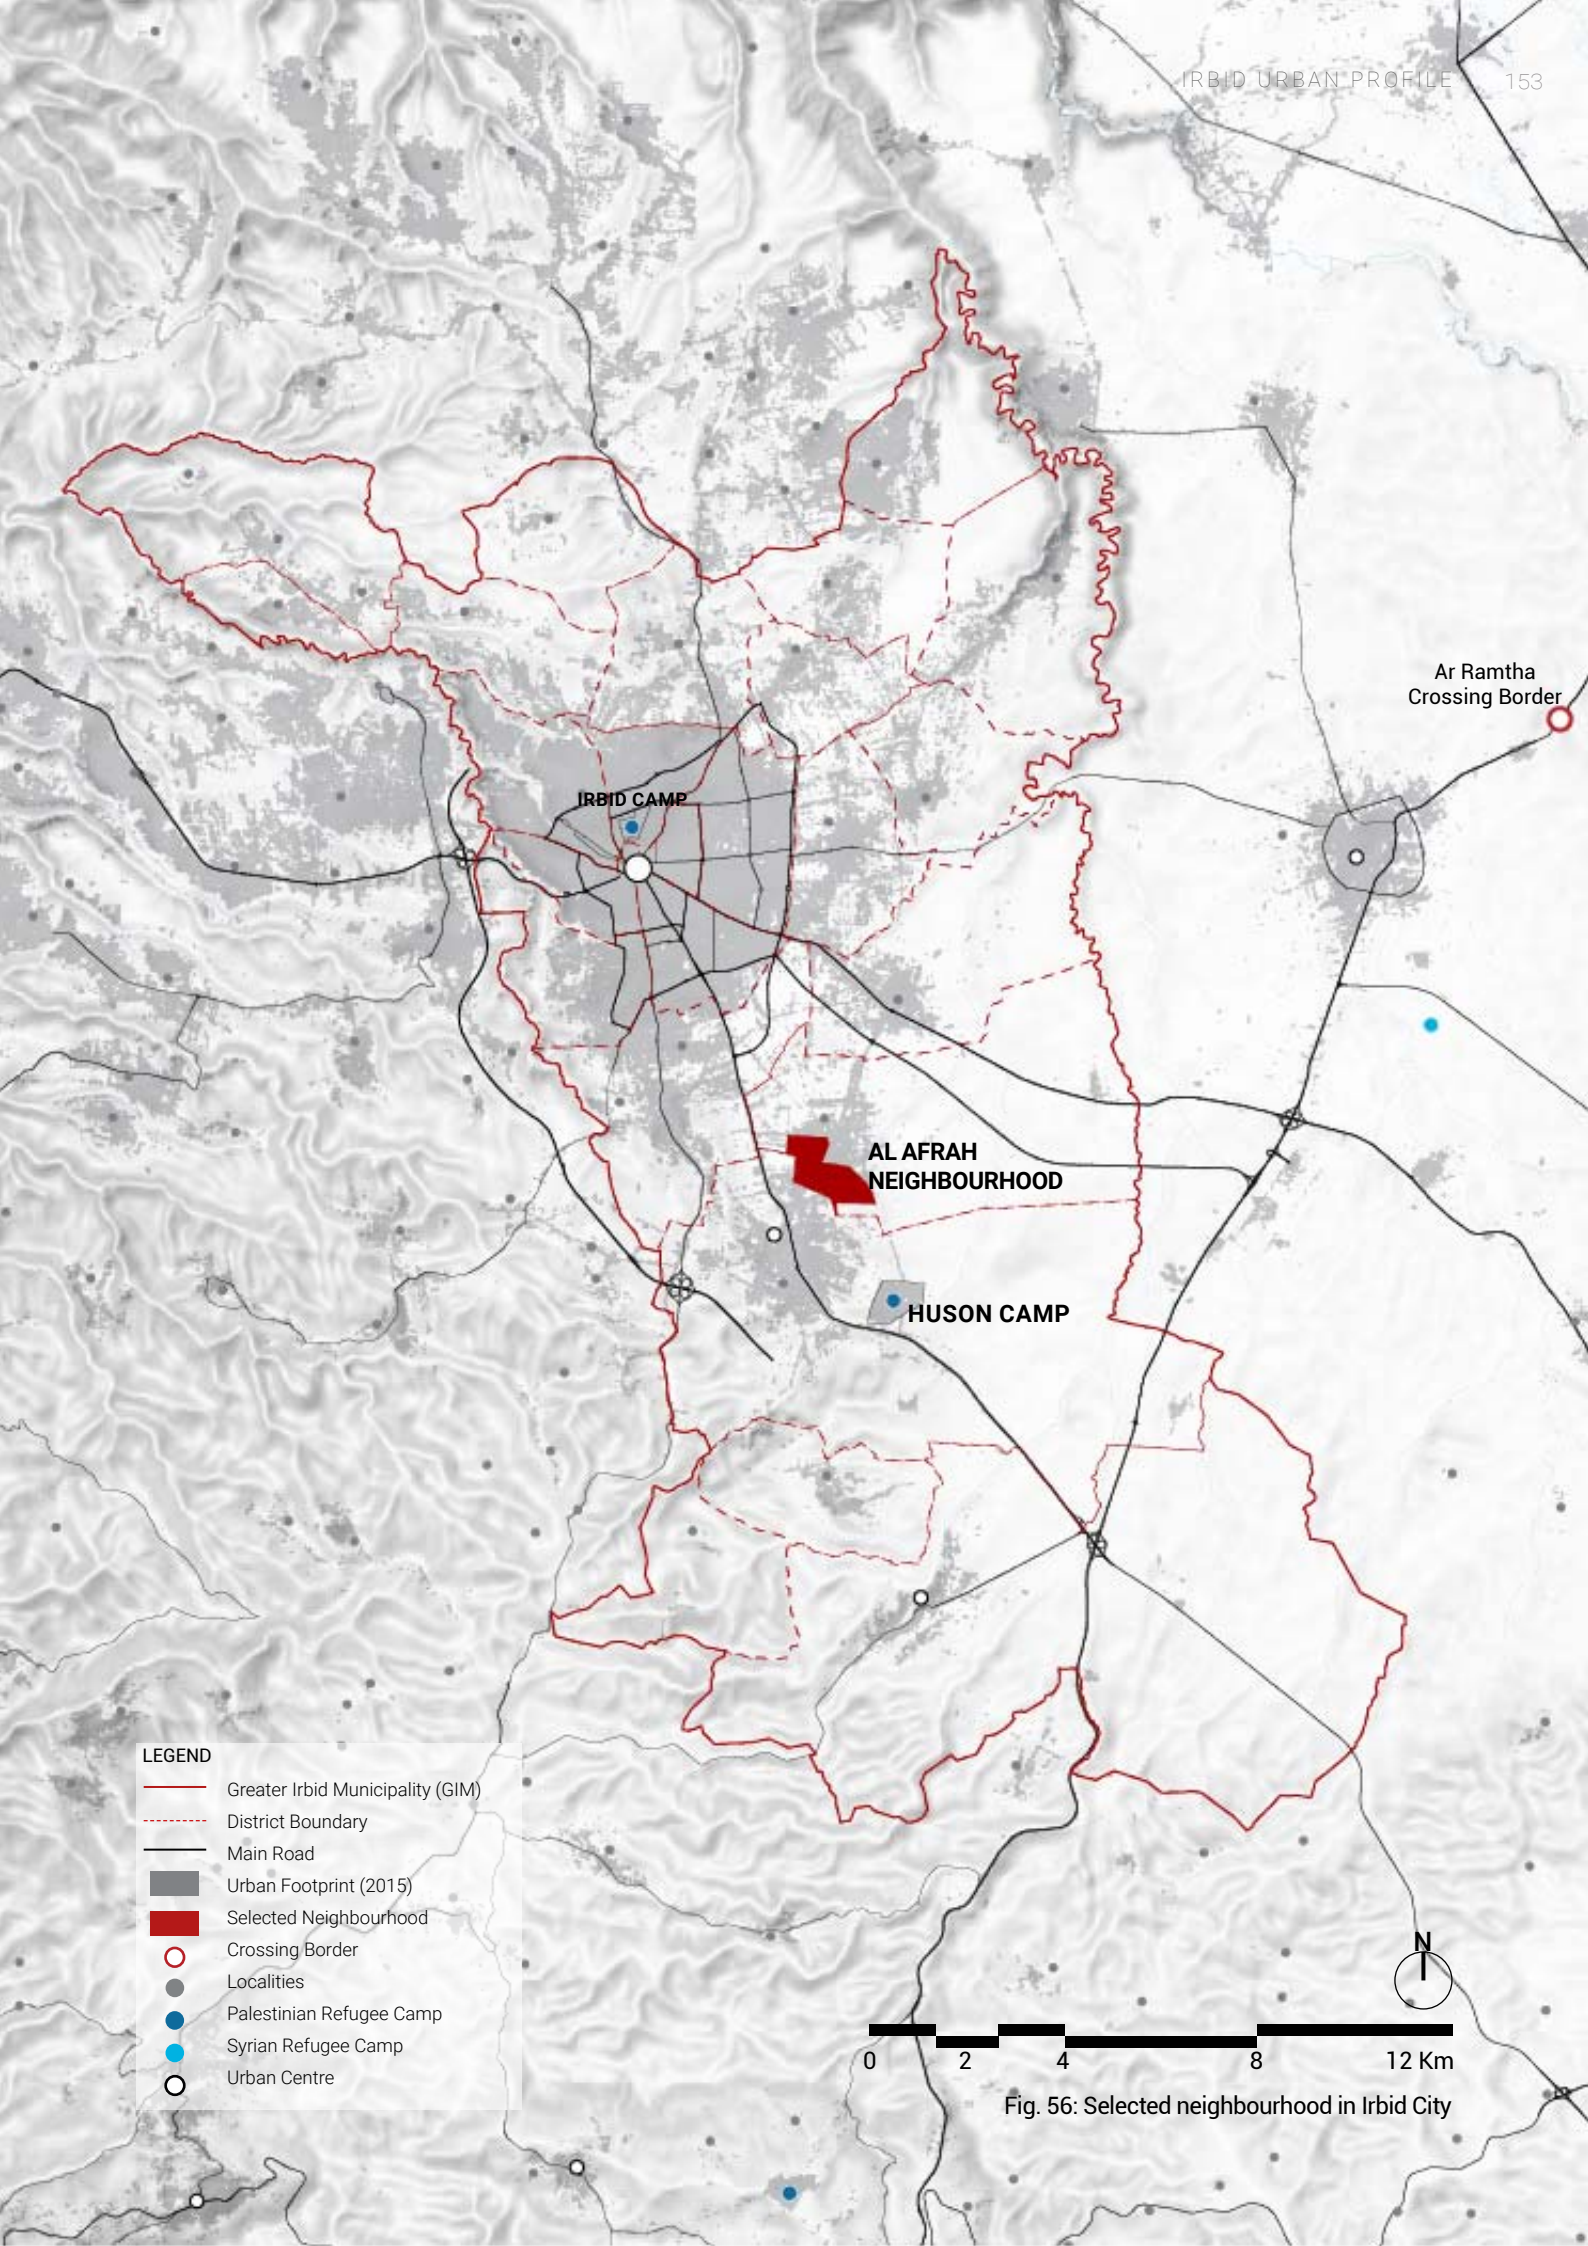 IRBID URBAN PROFILE 153
Ar Ramtha
Crossing Border
IRBID CAMP
AL AFRAH
NEIGHBOURHOOD
HUSON CAMP
LEGEND
Greater Irbid Municipality (GIM)
District Boundary
Main Road
Urban Footprint (2015)
Selected Neighbourhood
Crossing Border
Localities
Palestinian Refugee Camp
Syrian Refugee Camp
Urban Centre
N
0 2 4 8 12 Km
Fig. 56: Selected neighbourhood in Irbid City